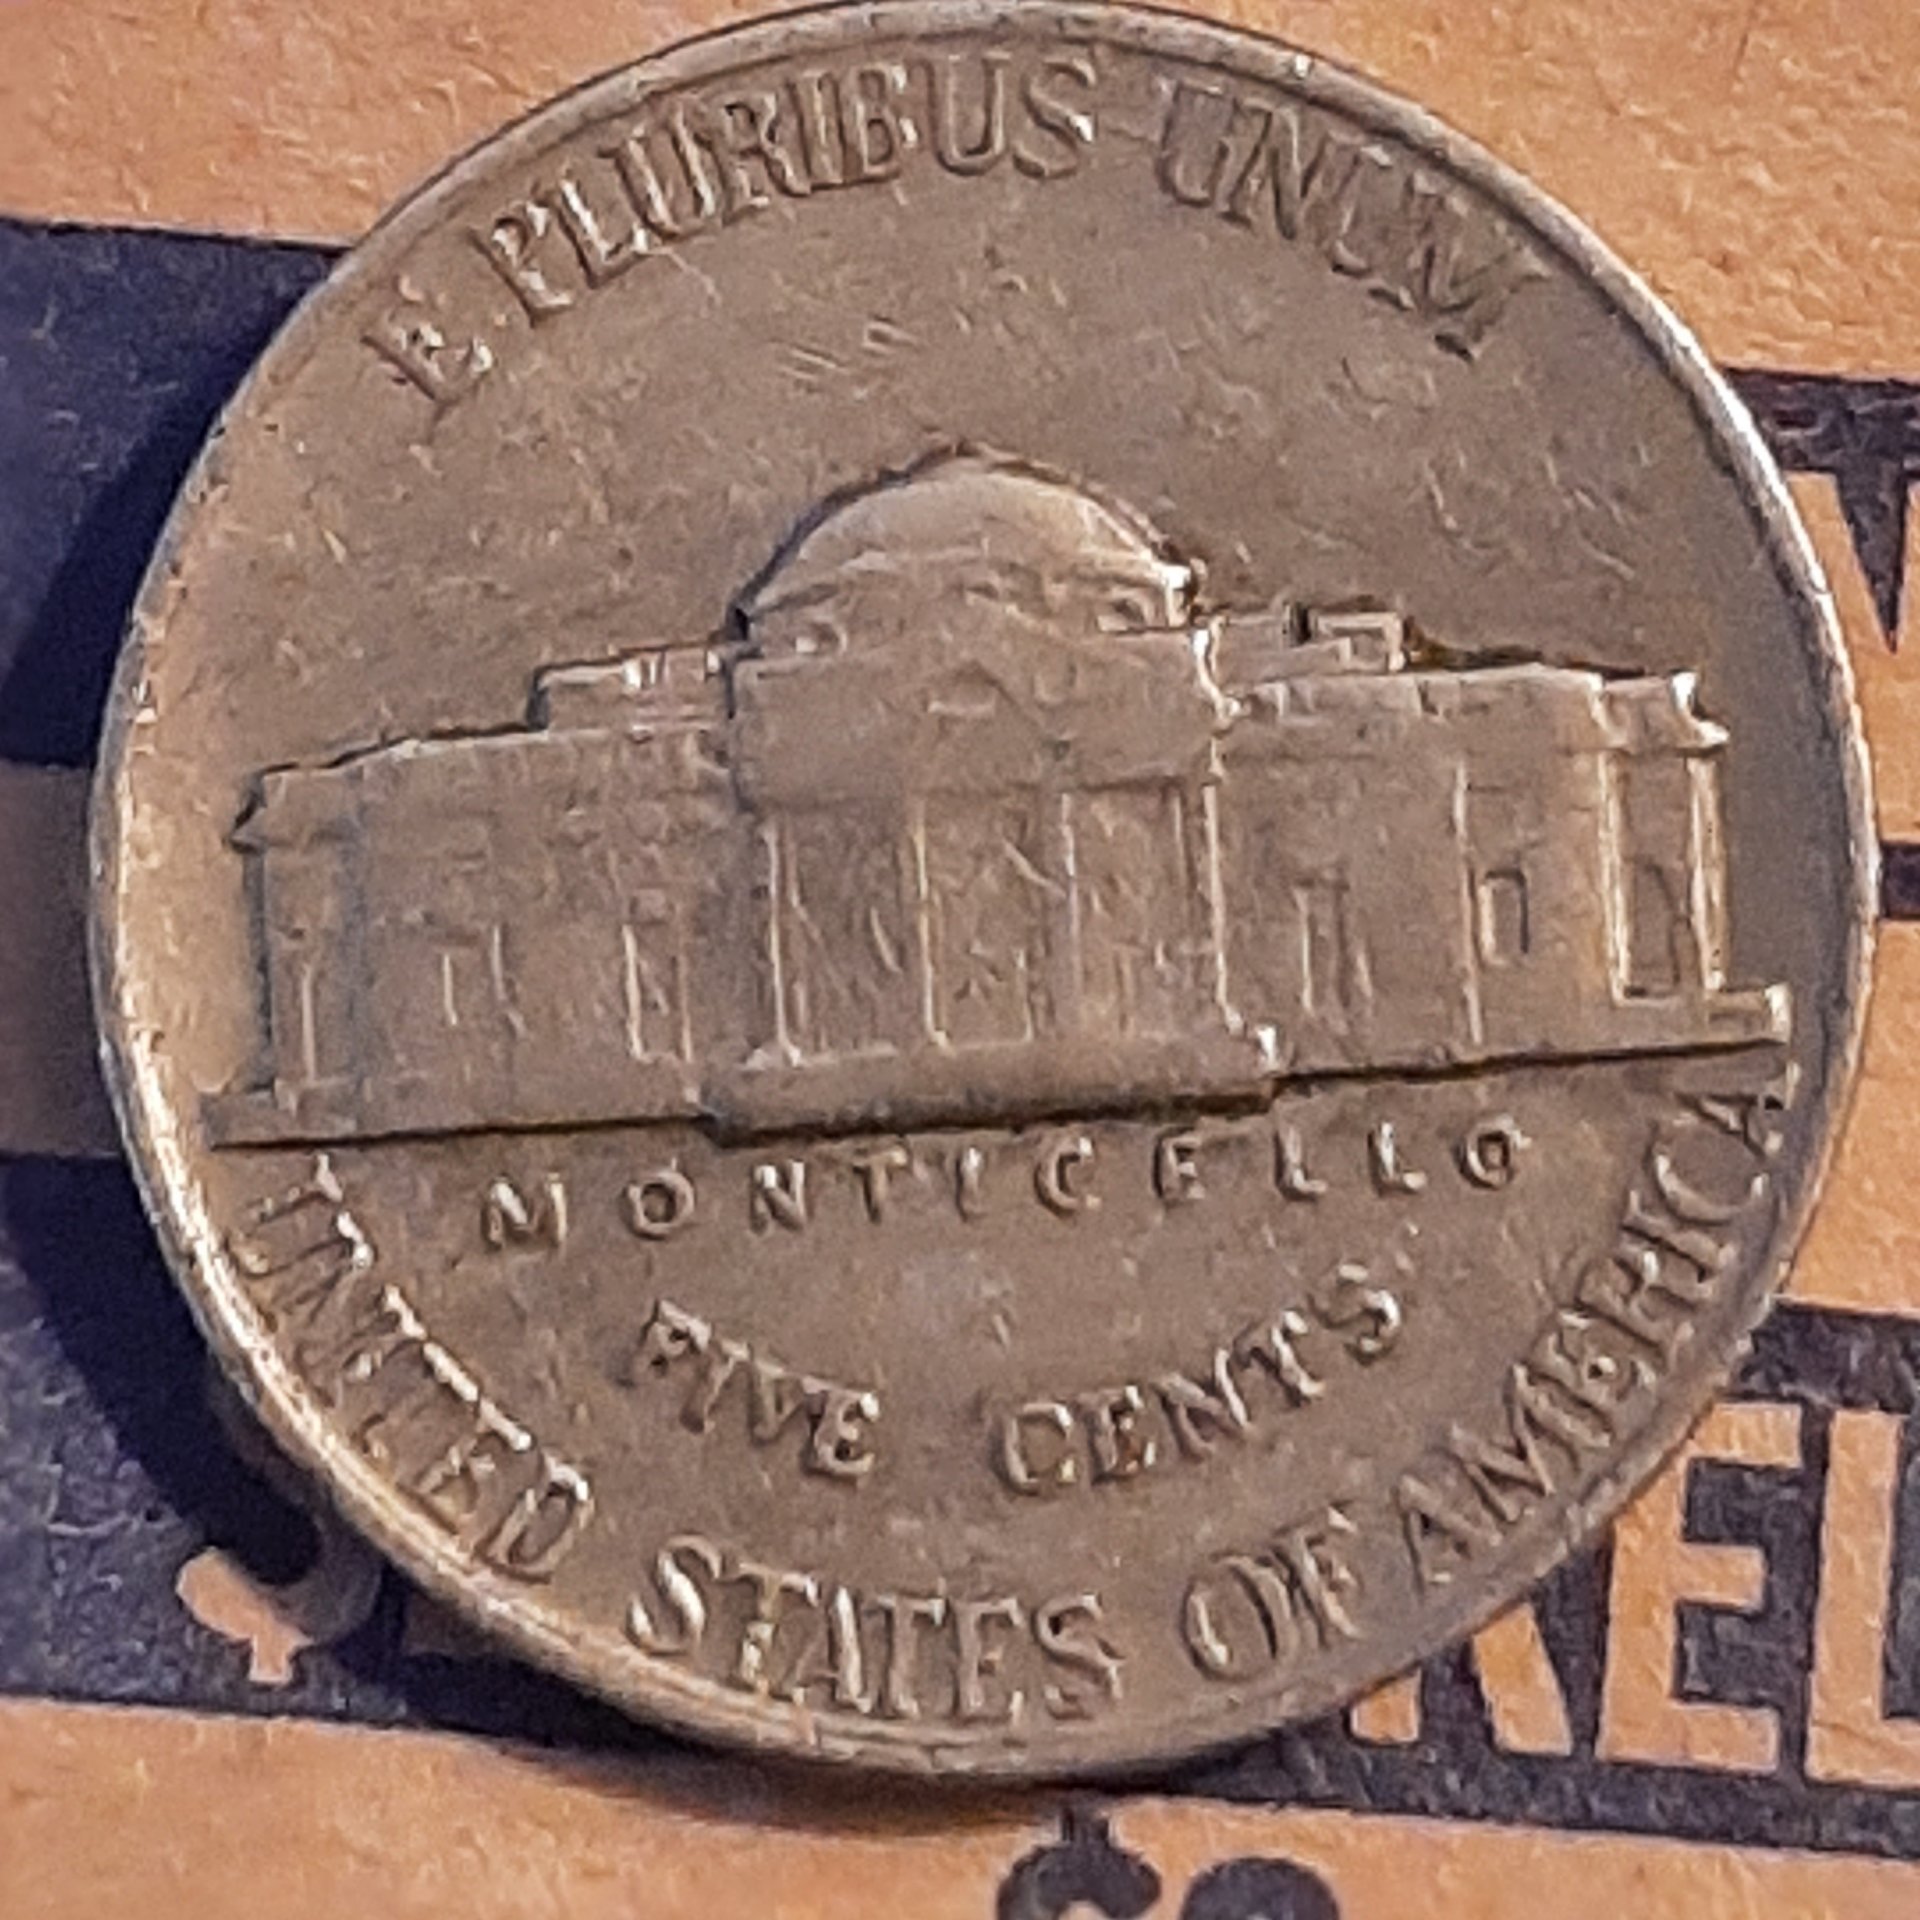 E PLURIBUS UNUM
MONTICELLO
FIVE CENTS
UNITED STATES OF AMERICA